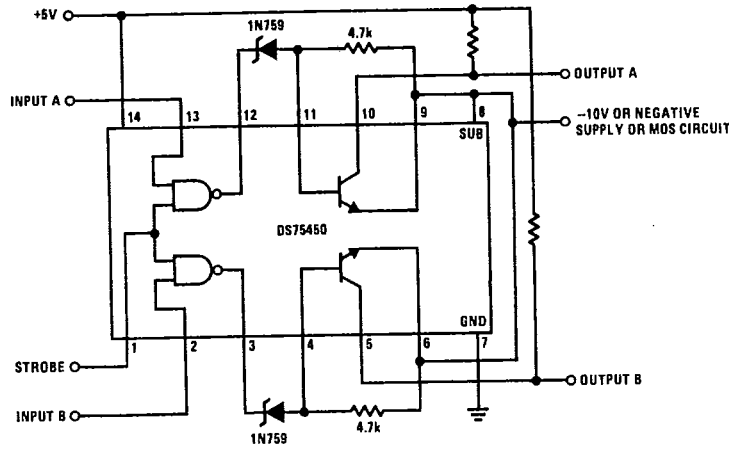 +5V
1N759
4.7k
OUTPUT A
INPUT A
–10V OR NEGATIVE
SUPPLY OR MOS CIRCUIT
14
13
12
11
10
9
8
SUB
DS75450
GND
1
2
3
4
5
6
7
STROBE
OUTPUT B
INPUT B
1N759
4.7k